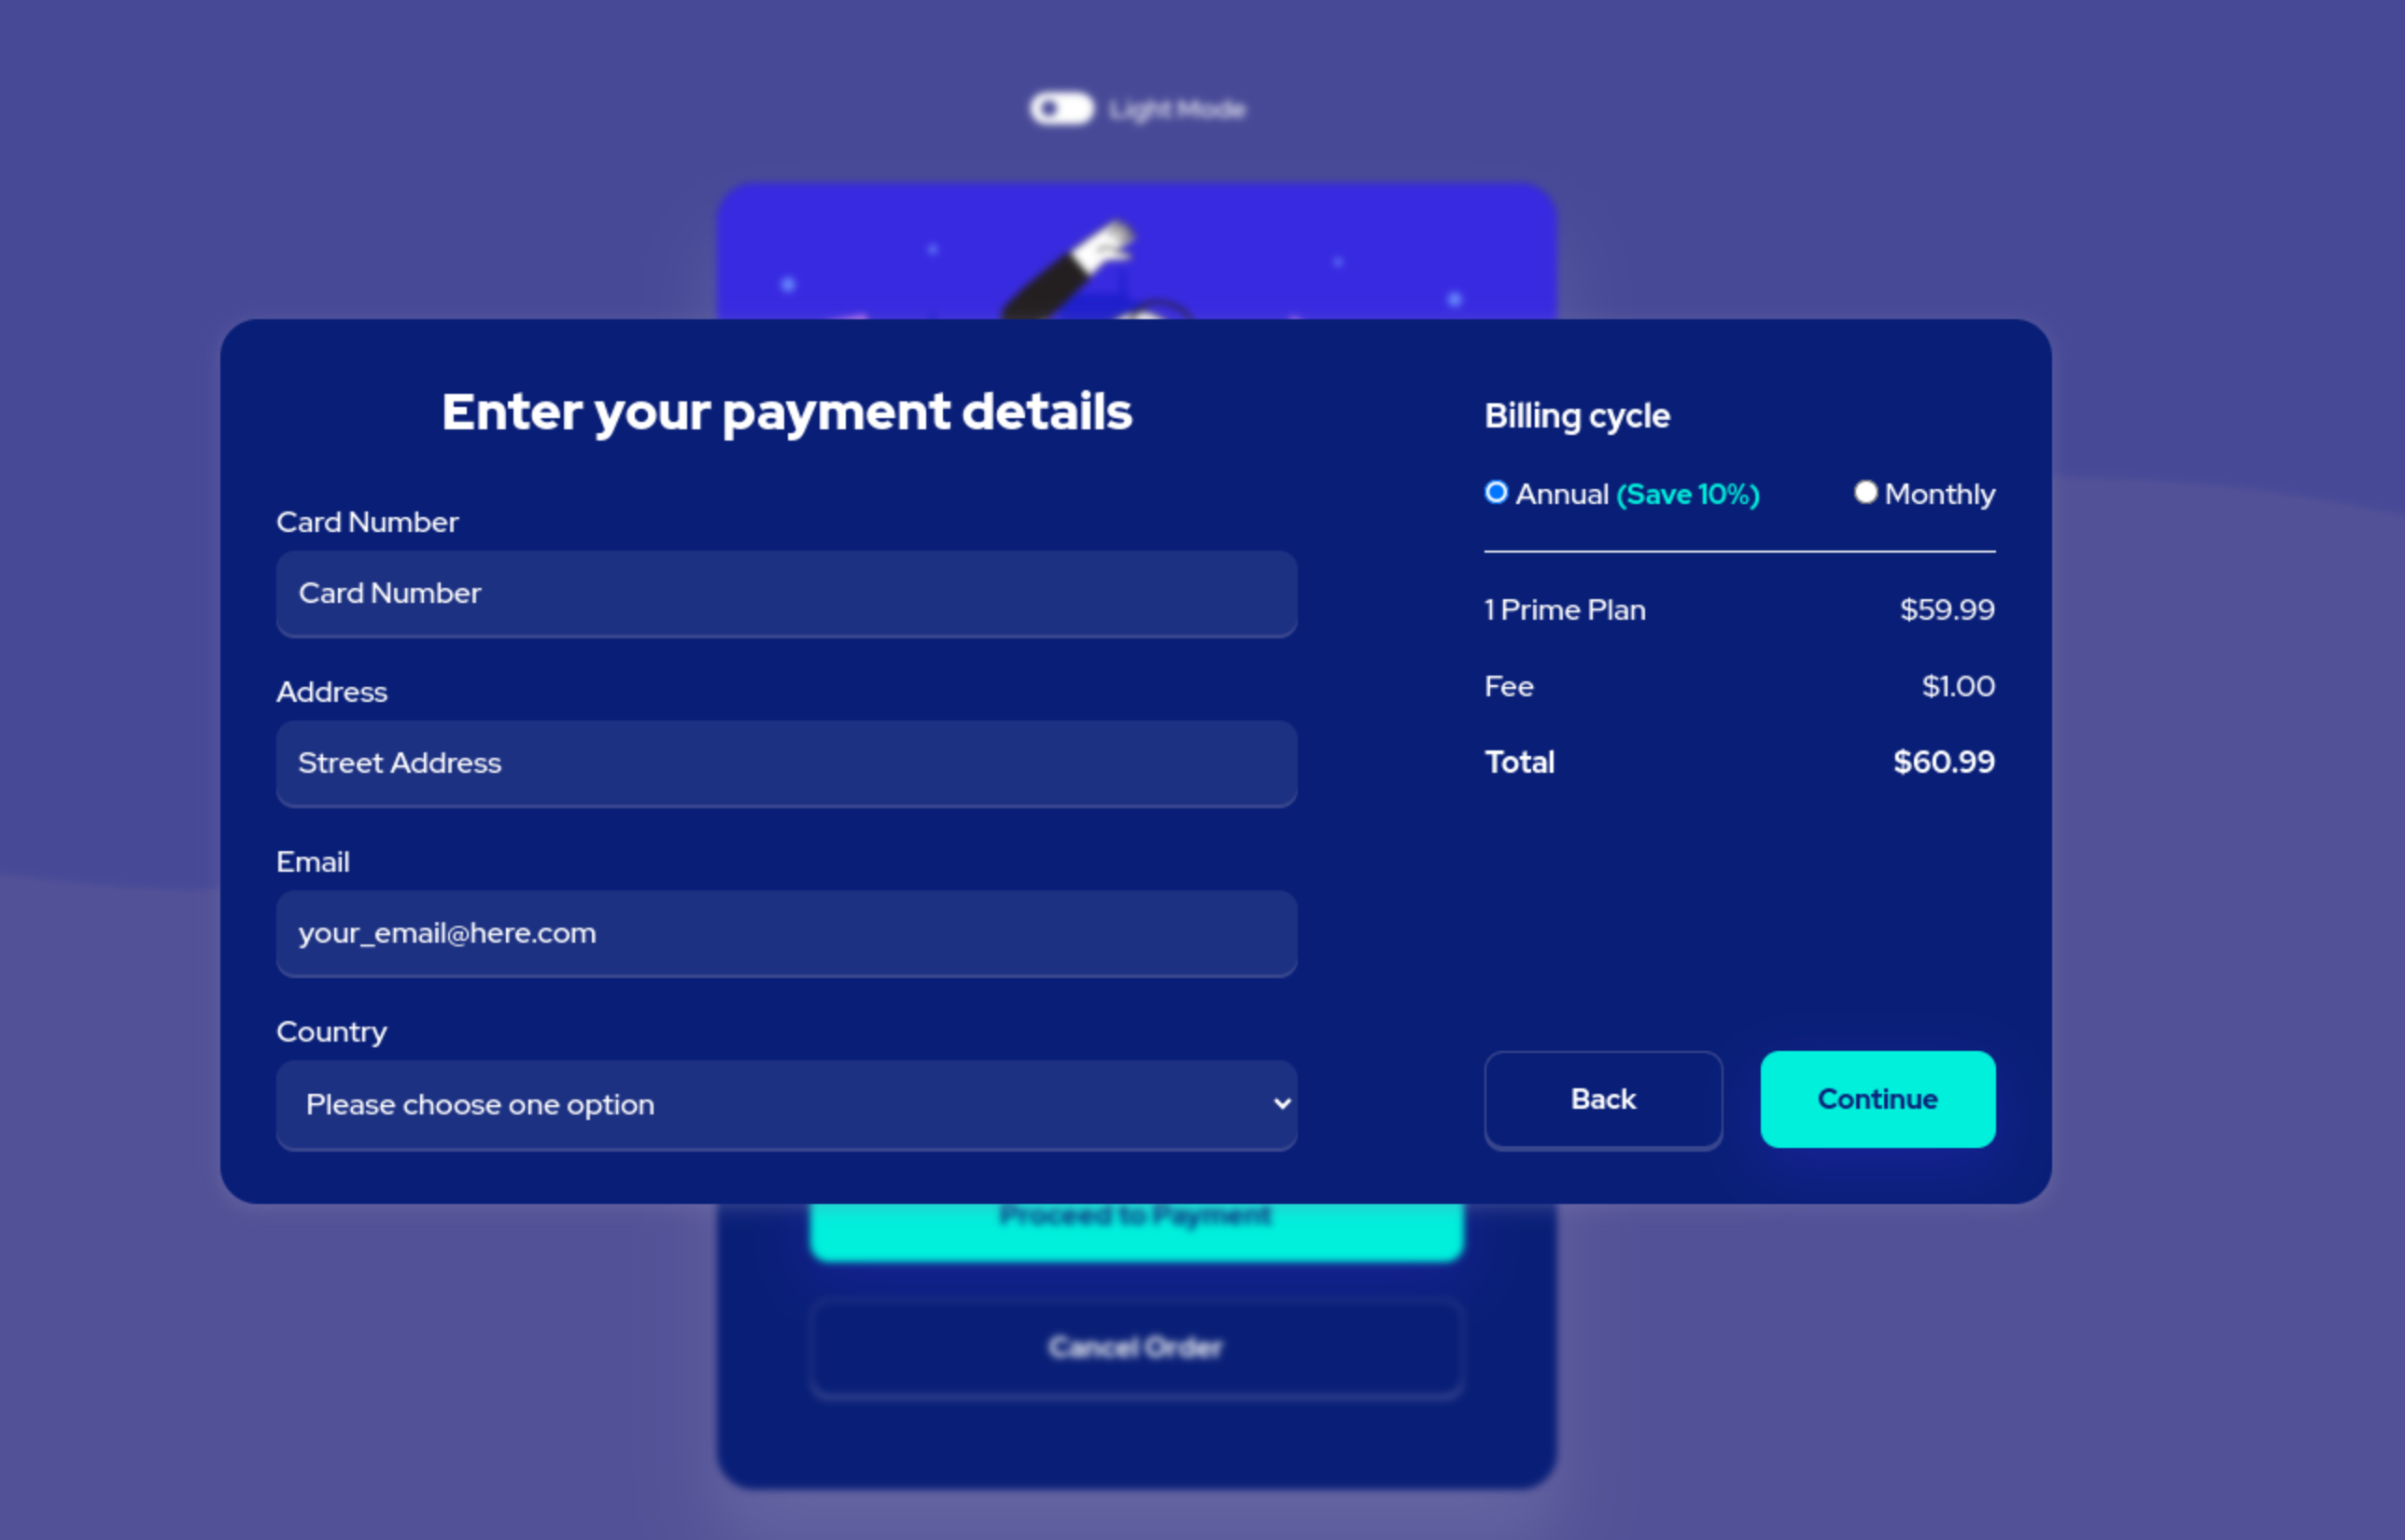 Light Mode
Enter your payment details
Card Number
Card Number
Address
Street Address
Email
your_email@here.com
Country
Please choose one option
Billing cycle
Annual (Save 10%) Monthly
1 Prime Plan $59.99
Fee $1.00
Total $60.99
Back Continue
Proceed to Payment
Cancel Order